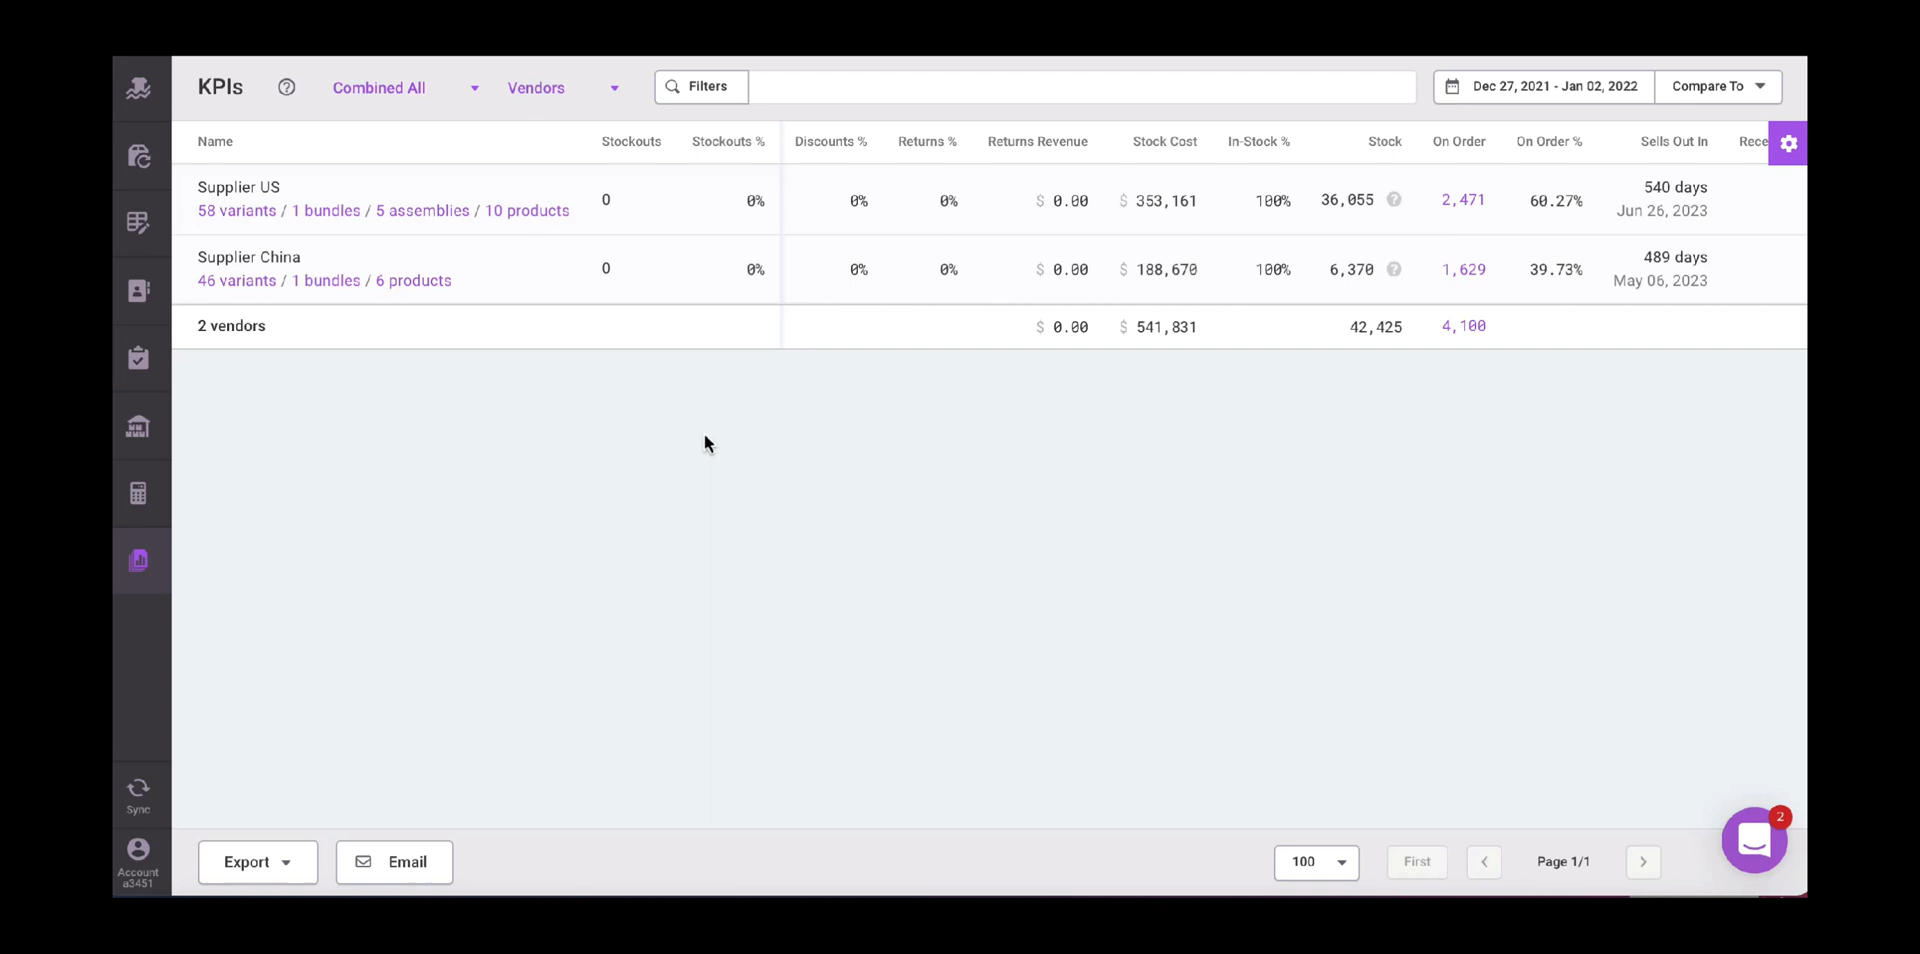 KPIs
Combined All
Vendors
Filters
Dec 27, 2021 - Jan 02, 2022
Compare To
Name Stockouts Stockouts % Discounts % Returns % Returns Revenue Stock Cost In-Stock % Stock On Order On Order % Sells Out In Rece
Supplier US 0 0% 0% 0% $ 0.00 $ 353,161 100% 36,055 2,471 60.27% 540 days
58 variants / 1 bundles / 5 assemblies / 10 products Jun 26, 2023
Supplier China 0 0% 0% 0% $ 0.00 $ 188,670 100% 6,370 1,629 39.73% 489 days
46 variants / 1 bundles / 6 products May 06, 2023
2 vendors $ 0.00 $ 541,831 42,425 4,100
Sync
Account
a3451
Export
Email
100
First
Page 1/1
2